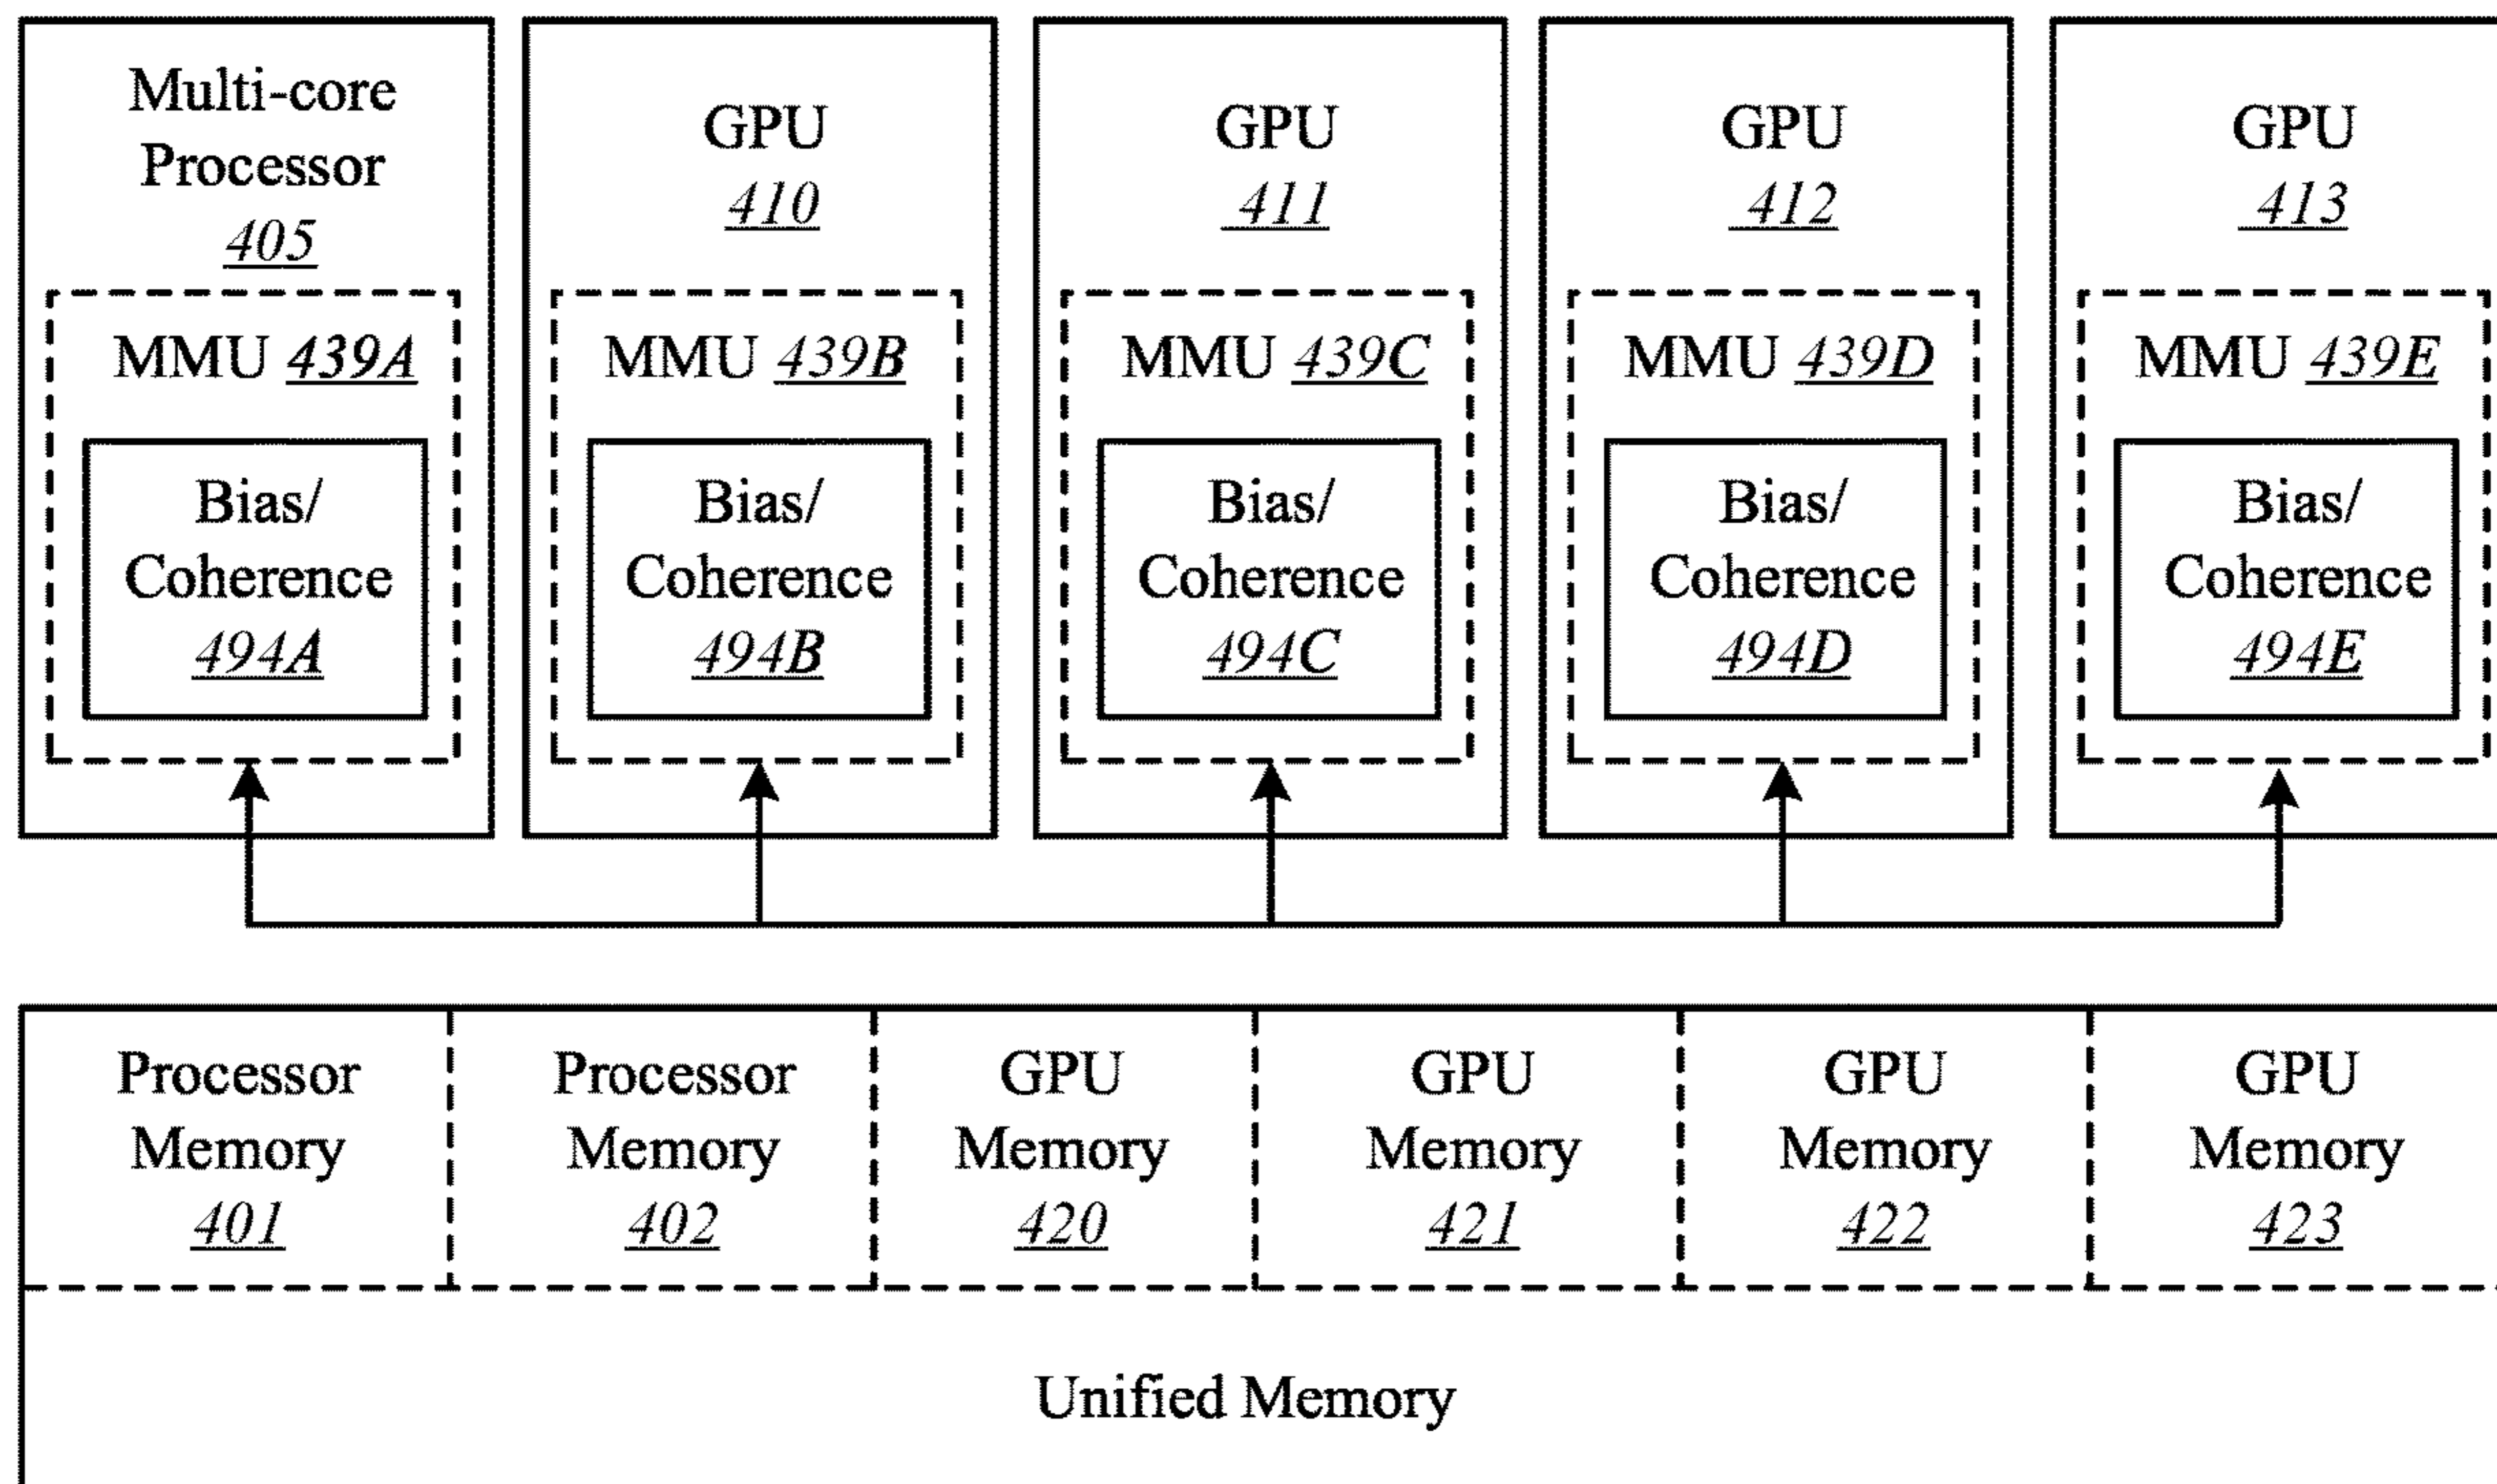 Multi-core
Processor
405
MMU 439A
Bias/
Coherence
494A
GPU
410
MMU 439B
Bias/
Coherence
494B
GPU
411
MMU 439C
Bias/
Coherence
494C
GPU
412
MMU 439D
Bias/
Coherence
494D
GPU
413
MMU 439E
Bias/
Coherence
494E
Processor
Memory
401
Processor
Memory
402
GPU
Memory
420
GPU
Memory
421
GPU
Memory
422
GPU
Memory
423
Unified Memory